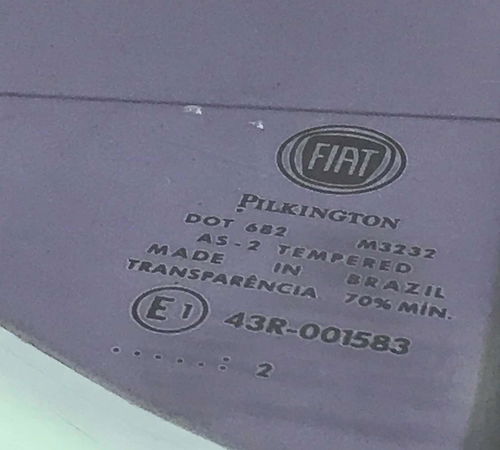 FIAT
PILKINGTON
DOT 682 M3232
AS-2 TEMPERED
MADE IN BRAZIL
TRANSPARÊNCIA 70% MÍN.
E1 43R-001583
. . . . . : 2